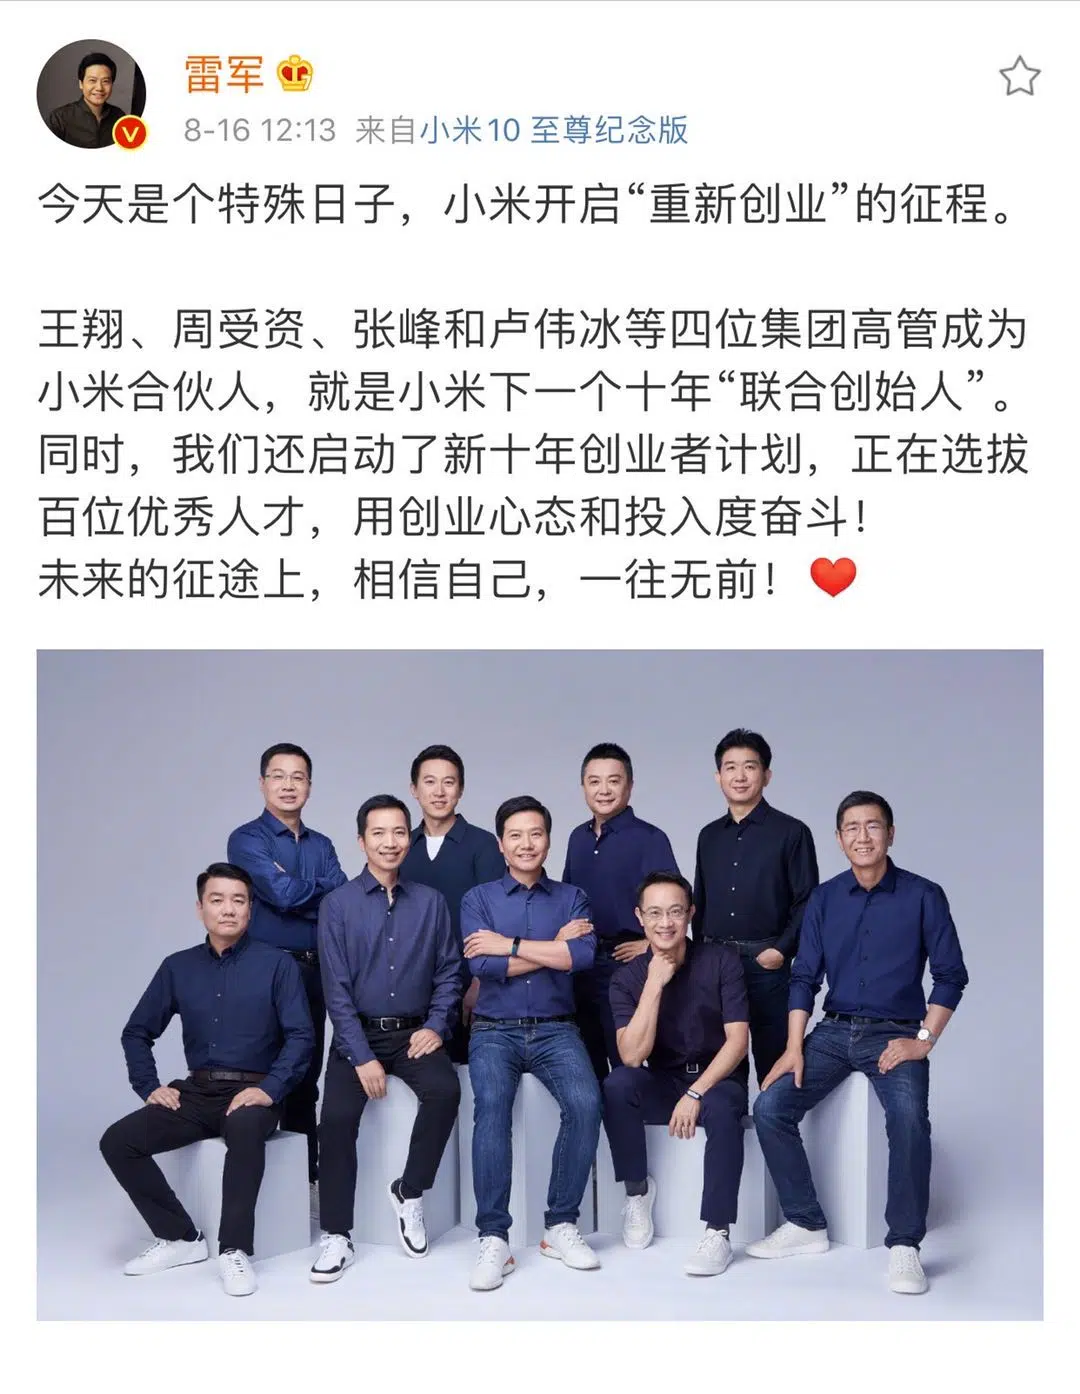 雷军
8-16 12:13 来自小米10 至尊纪念版
今天是个特殊日子，小米开启“重新创业”的征程。
王翔、周受资、张峰和卢伟冰等四位集团高管成为
小米合伙人，就是小米下一个十年“联合创始人”。
同时，我们还启动了新十年创业者计划，正在选拔
百位优秀人才，用创业心态和投入度奋斗！
未来的征途上，相信自己，一往无前！